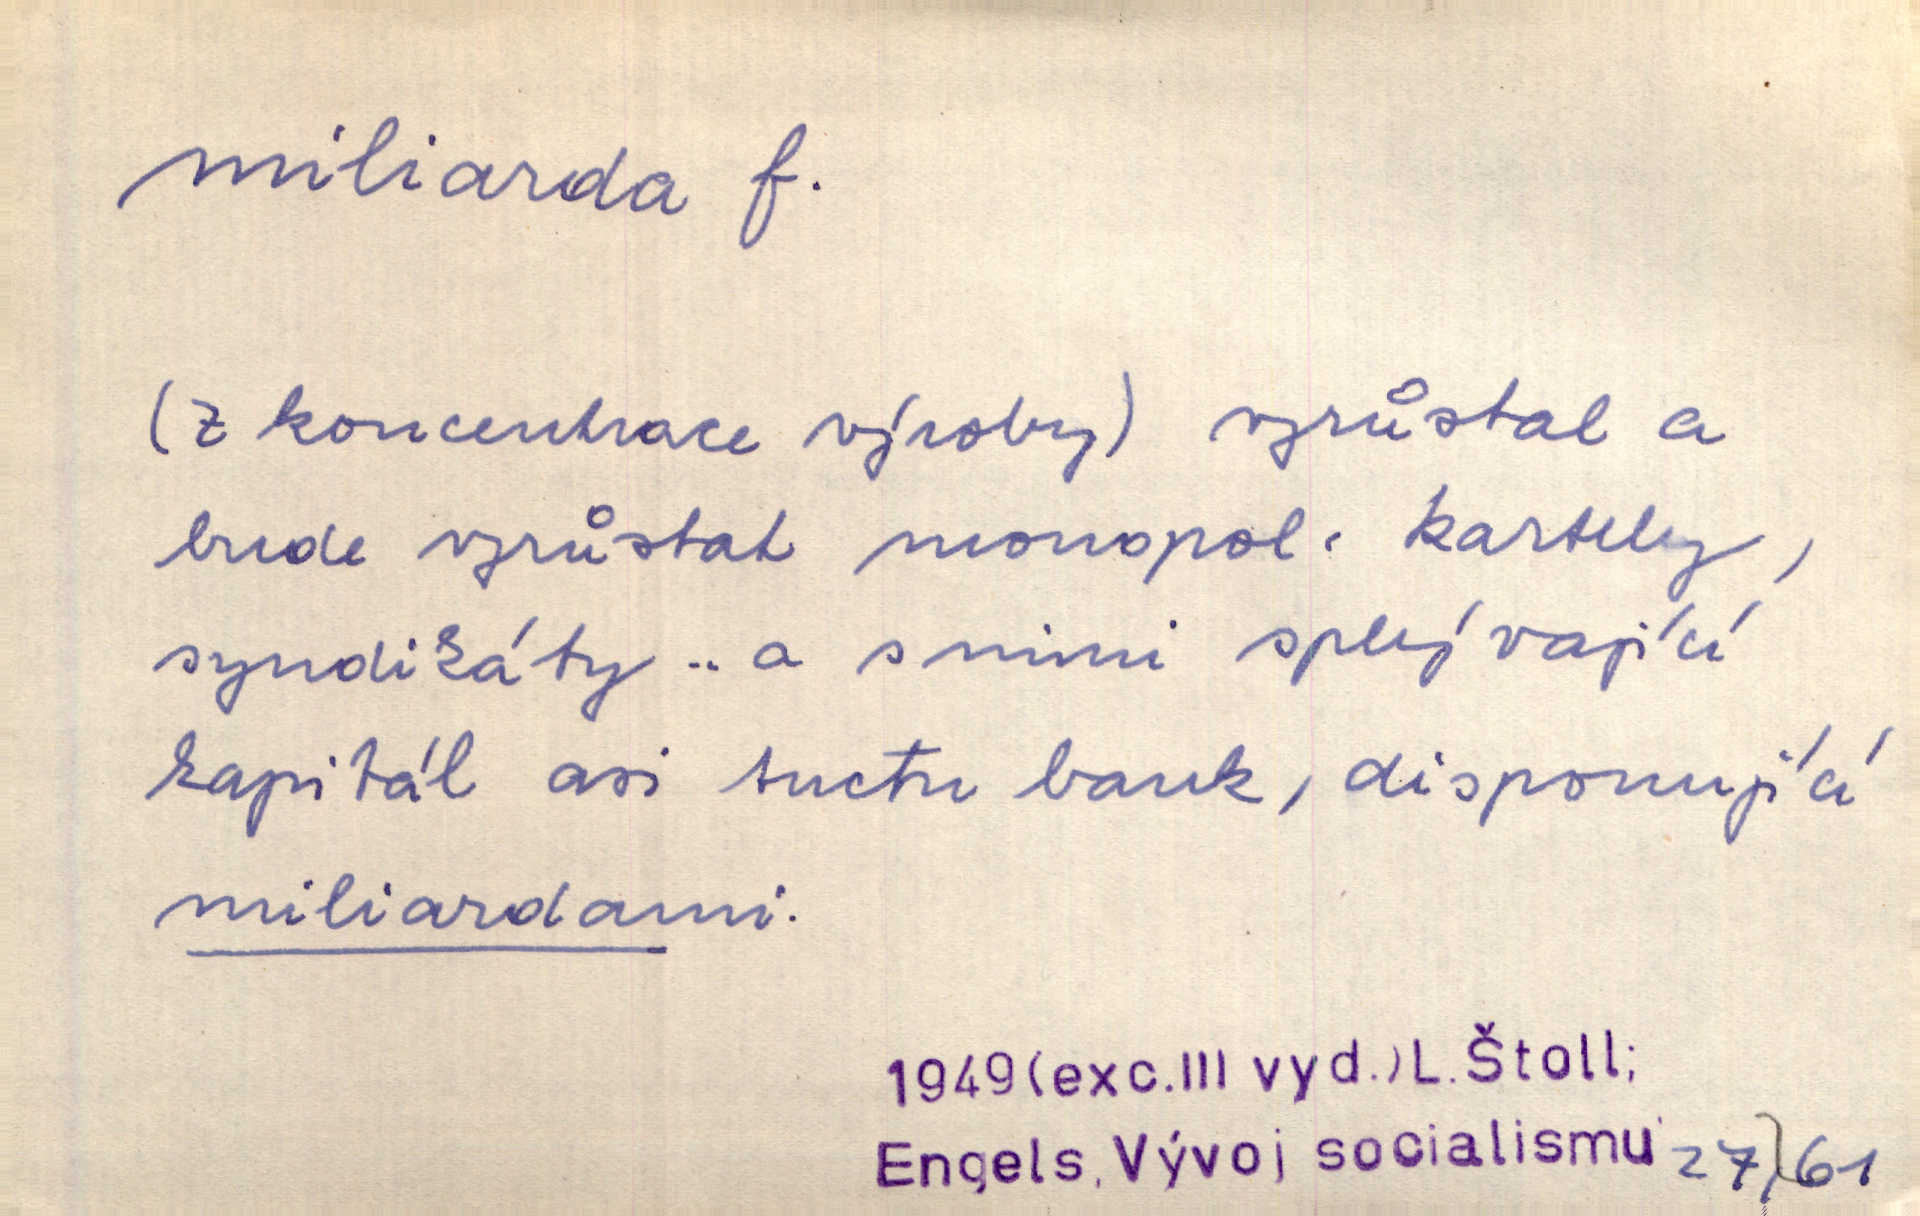 miliarda f.
(z koncentrace výroby) vzrůstal a
bude vzrůstat monopol. kartely,
syndikáty .. a s nimi splývající
kapitál asi tuctu bank, disponující
miliardami.
1949 (exc. III vyd.) L. Štoll;
Engels, Vývoj socialismu 27/61